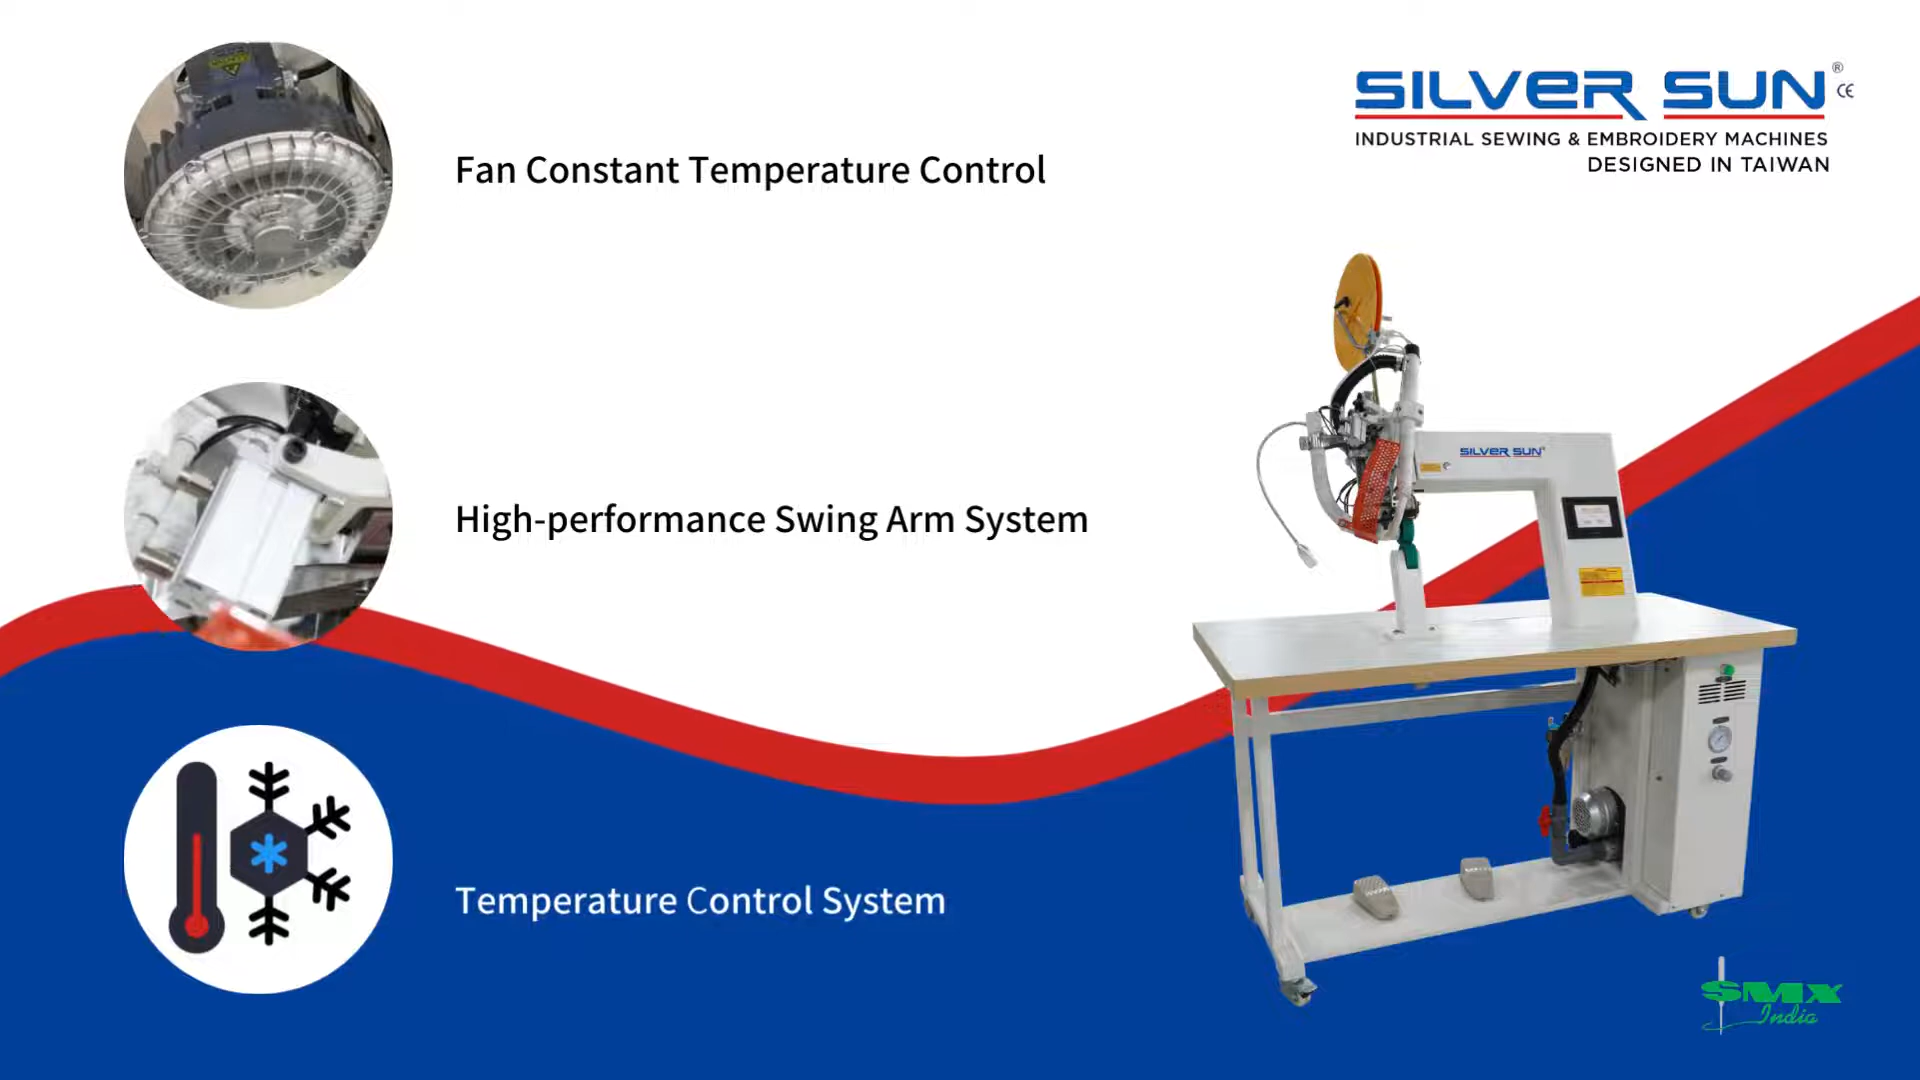 Fan Constant Temperature Control
SILVER SUN®
CE
INDUSTRIAL SEWING & EMBROIDERY MACHINES
DESIGNED IN TAIWAN
High-performance Swing Arm System
SILVER SUN®
Temperature Control System
SMX
India